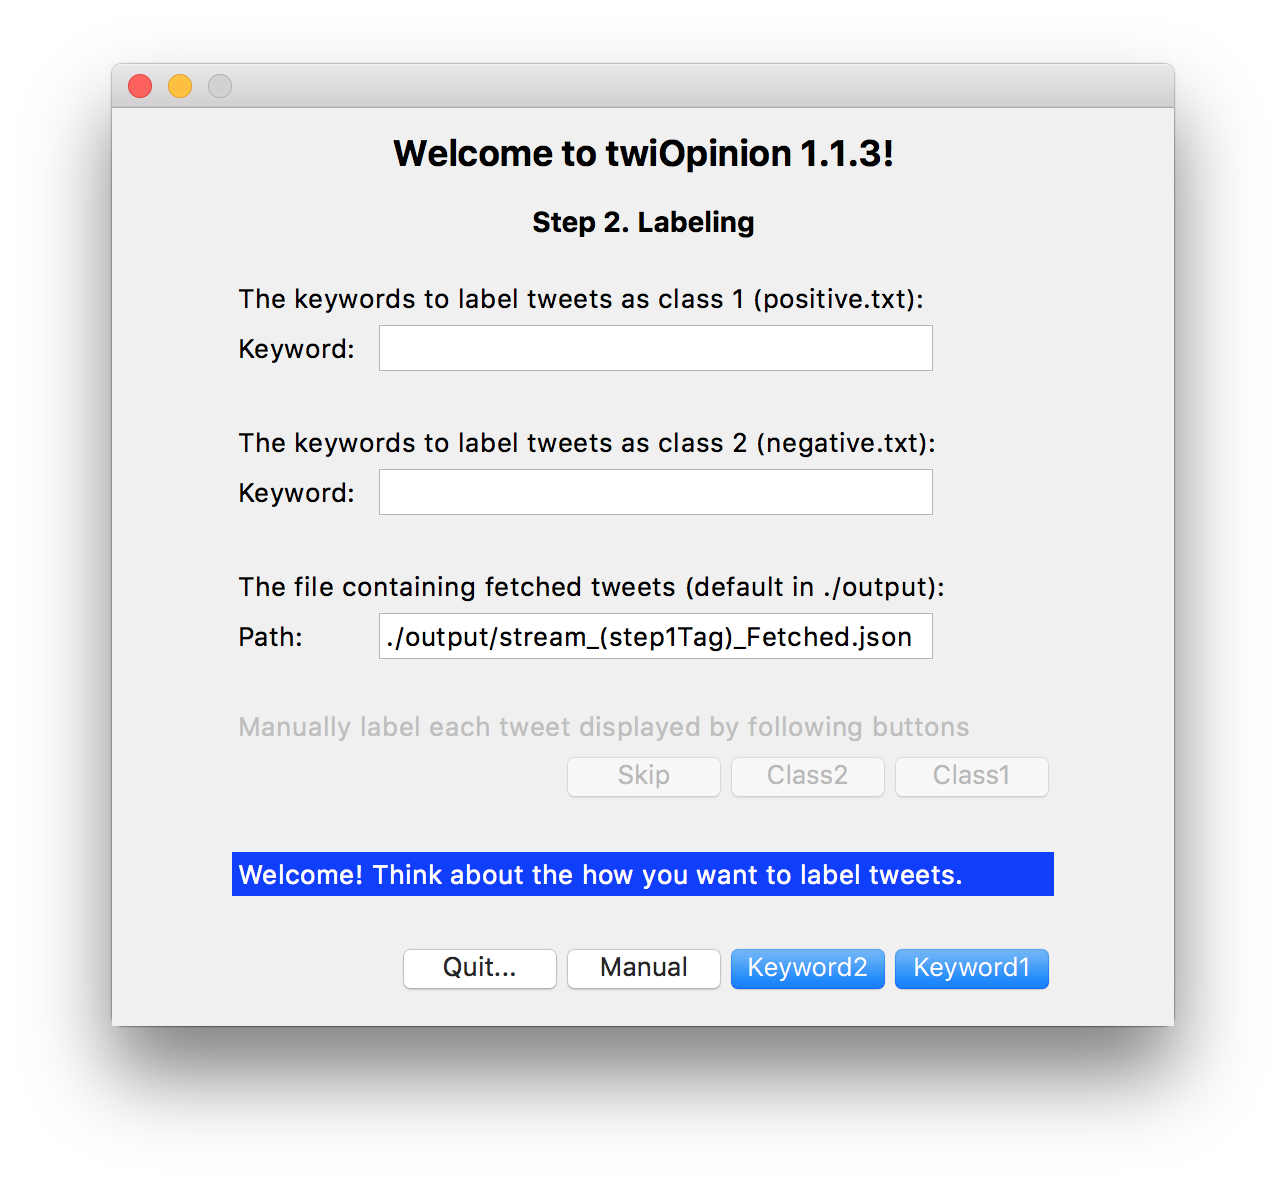 Welcome to twiOpinion 1.1.3!
Step 2. Labeling
The keywords to label tweets as class 1 (positive.txt):
Keyword:
The keywords to label tweets as class 2 (negative.txt):
Keyword:
The file containing fetched tweets (default in ./output):
Path: ./output/stream_(step1Tag)_Fetched.json
Manually label each tweet displayed by following buttons
Skip Class2 Class1
Welcome! Think about the how you want to label tweets.
Quit... Manual Keyword2 Keyword1